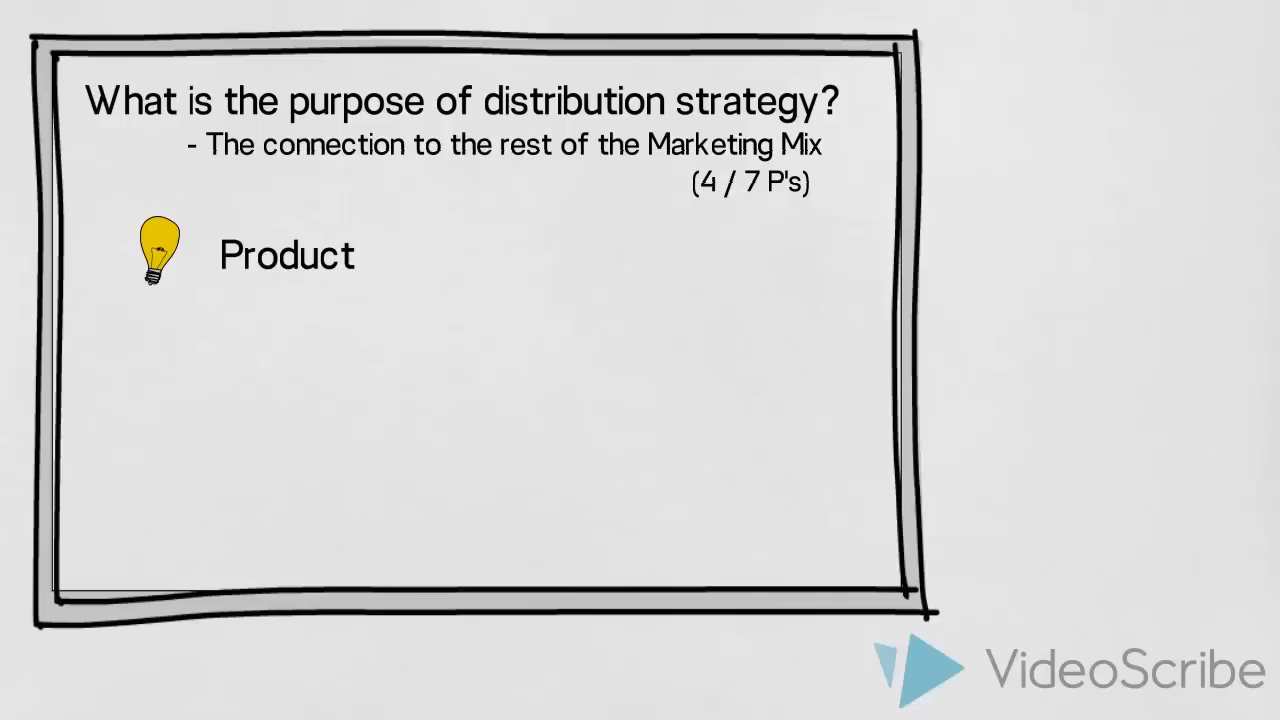 What is the purpose of distribution strategy?
- The connection to the rest of the Marketing Mix
(4 / 7 P's)
Product
VideoScribe